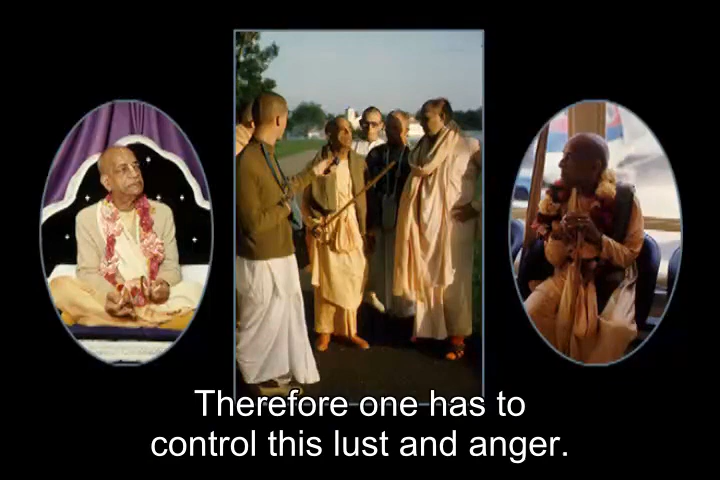 Therefore one has to
control this lust and anger.